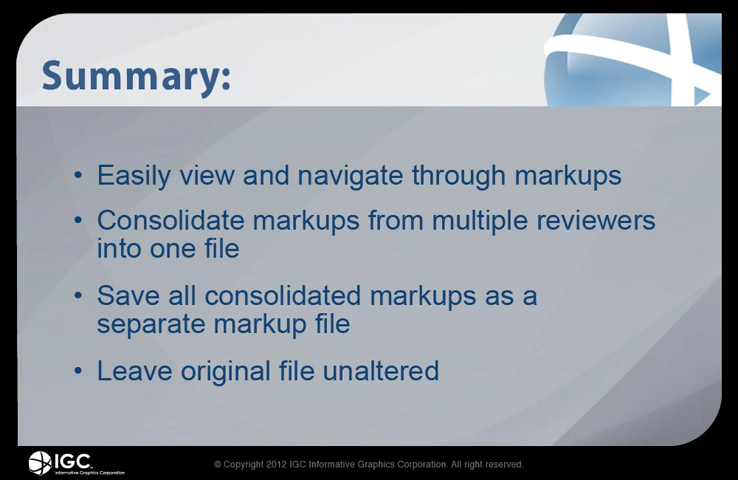 Summary:
• Easily view and navigate through markups
• Consolidate markups from multiple reviewers
into one file
• Save all consolidated markups as a
separate markup file
• Leave original file unaltered
IGC.
Informative Graphics Corporation
© Copyright 2012 IGC Informative Graphics Corporation. All right reserved.